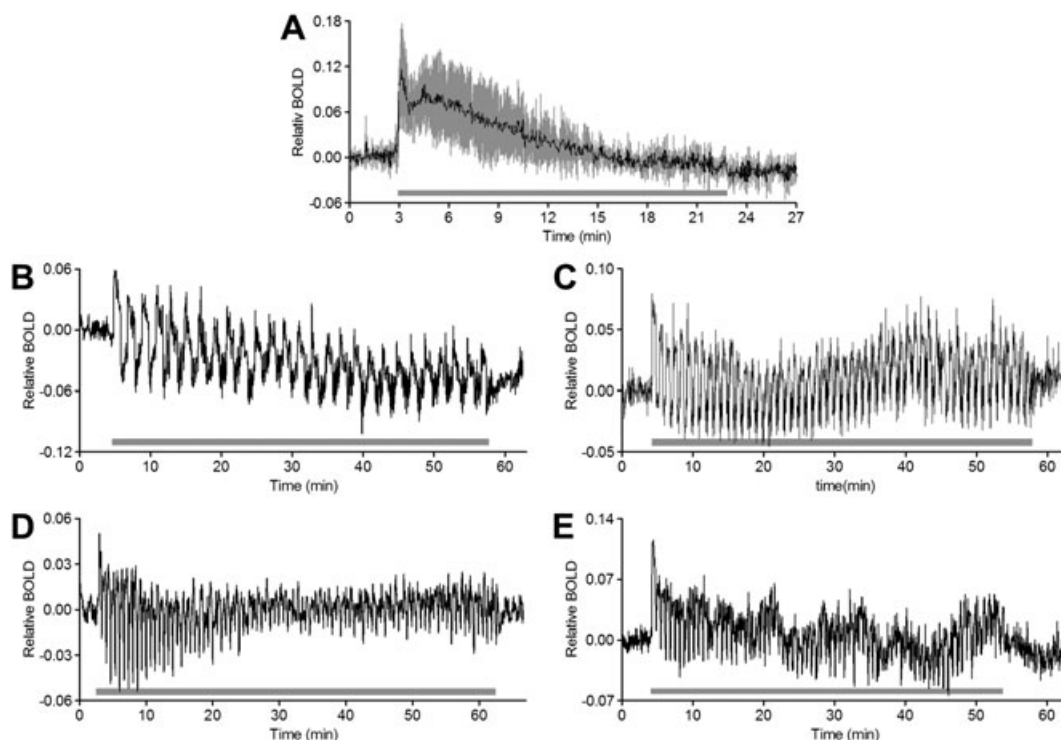 A
Relativ BOLD
0.18
0.12
0.06
0.00
-0.06
0 3 6 9 12 15 18 21 24 27
Time (min)
B
Relative BOLD
0.06
0.00
-0.06
-0.12
0 10 20 30 40 50 60
Time (min)
C
Relative BOLD
0.10
0.05
0.00
-0.05
0 10 20 30 40 50 60
time(min)
D
Relative BOLD
0.06
0.03
0.00
-0.03
-0.06
0 10 20 30 40 50 60
Time (min)
E
Relative BOLD
0.14
0.07
0.00
-0.07
0 10 20 30 40 50 60
Time (min)